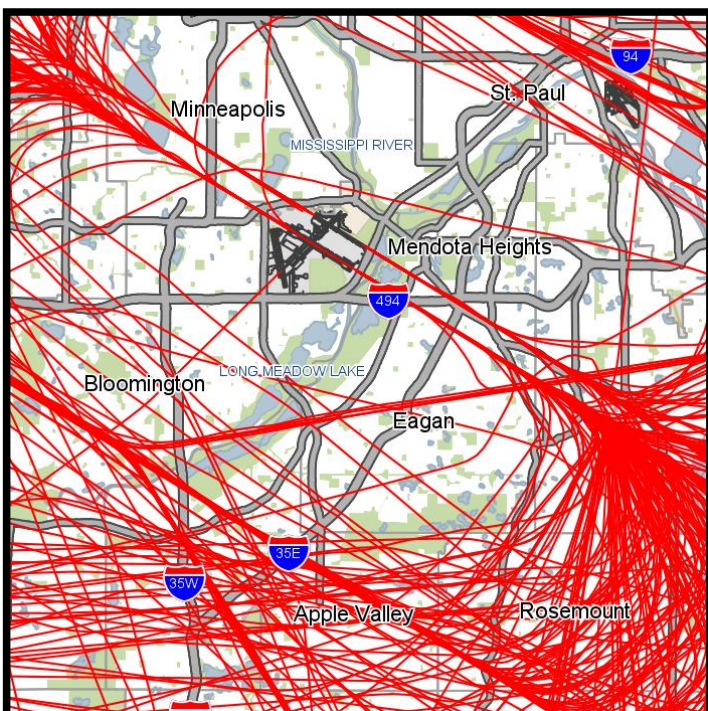 94
St. Paul
Minneapolis
MISSISSIPPI RIVER
Mendota Heights
494
LONG MEADOW LAKE
Bloomington
Eagan
35E
35W
Apple Valley
Rosemount